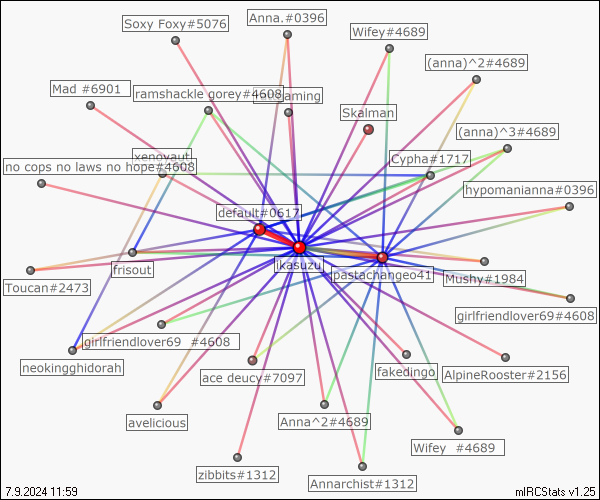 Soxy Foxy#5076
Anna.#0396
Wifey#4689
(anna)^2#4689
Mad #6901
ramshackle gorey#4608
aming
Skalman
(anna)^3#4689
xenoyaut
Cypha#1717
no cops no laws no hope#4608
hypomanianna#0396
default#0617
ikasuzu
pastachangeo41
frisout
Mushy#1984
Toucan#2473
girlfriendlover69#4608
girlfriendlover69 #4608
neokingghidorah
ace deucy#7097
fakedingo
AlpineRooster#2156
avelicious
Anna^2#4689
Wifey #4689
zibbits#1312
Annarchist#1312
7.9.2024 11:59
mIRCStats v1.25